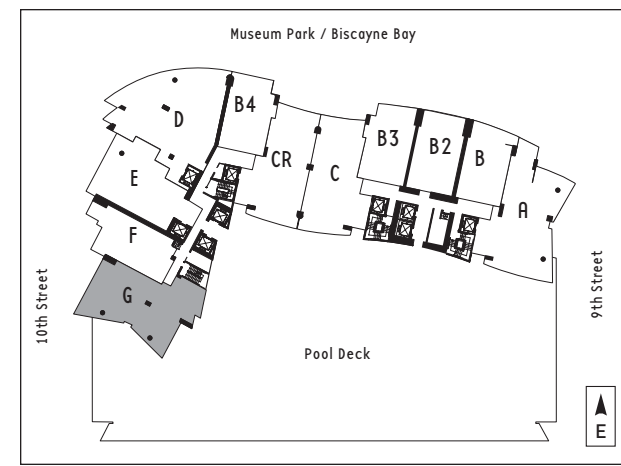 Museum Park / Biscayne Bay
B4
D
B3
B2
B
CR
C
E
A
F
G
10th Street
9th Street
Pool Deck
E